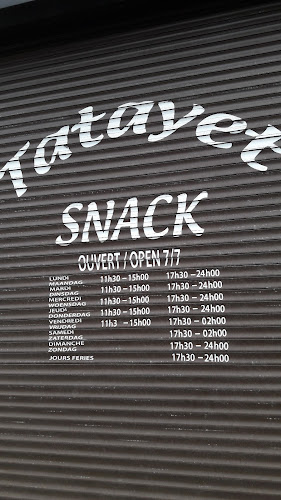 Tatayet
SNACK
OUVERT / OPEN 7/7
LUNDI
MAANDAG 11h30 – 15h00 17h30 – 24h00
MARDI
DINSDAG 11h30 – 15h00 17h30 – 24h00
MERCREDI
WOENSDAG 11h30 – 15h00 17h30 – 24h00
JEUDI
DONDERDAG 11h30 – 15h00 17h30 – 24h00
VENDREDI
VRIJDAG 11h3 – 15h00 17h30 – 02h00
SAMEDI
ZATERDAG 17h30 – 02h00
DIMANCHE
ZONDAG 17h30 – 24h00
JOURS FERIES 17h30 – 24h00